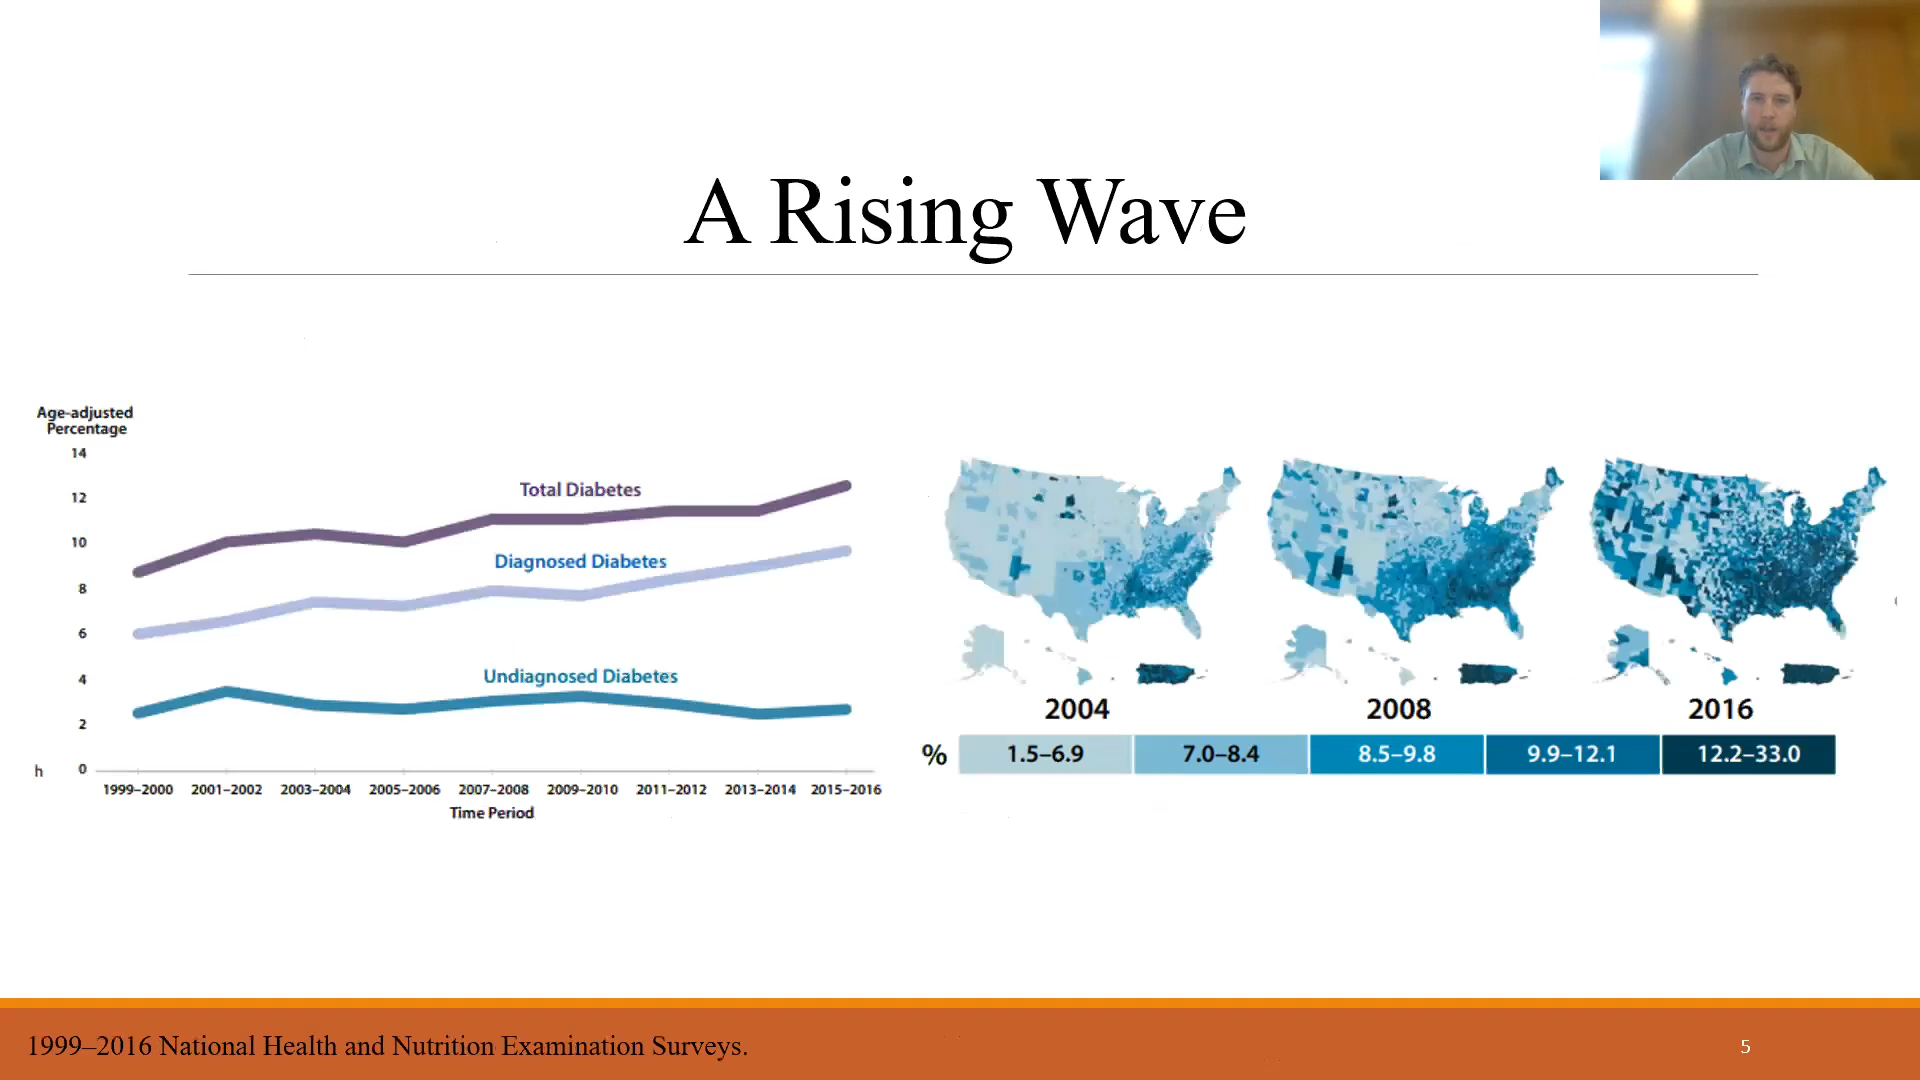 A Rising Wave
Age-adjusted
Percentage
14
12
10
8
6
4
2
0
h
Total Diabetes
Diagnosed Diabetes
Undiagnosed Diabetes
1999–2000 2001–2002 2003–2004 2005–2006 2007–2008 2009–2010 2011–2012 2013–2014 2015–2016
Time Period
2004 2008 2016
% 1.5–6.9 7.0–8.4 8.5–9.8 9.9–12.1 12.2–33.0
1999–2016 National Health and Nutrition Examination Surveys.
5